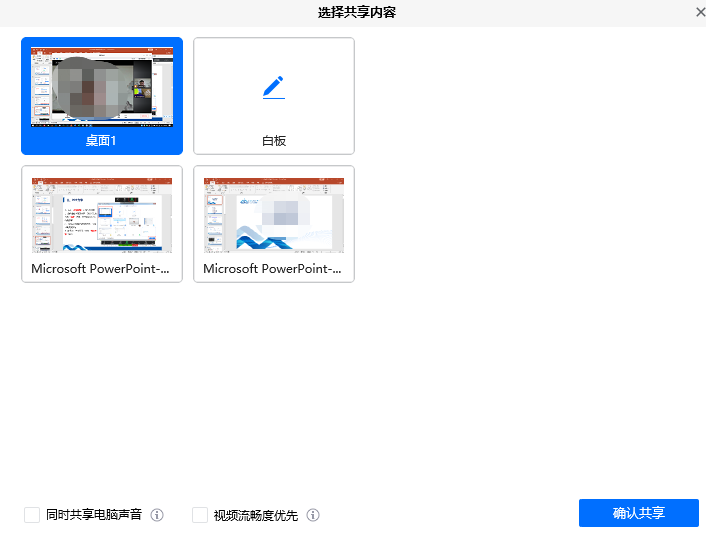 选择共享内容
桌面1
白板
Microsoft PowerPoint-...
Microsoft PowerPoint-...
同时共享电脑声音
视频流畅度优先
确认共享